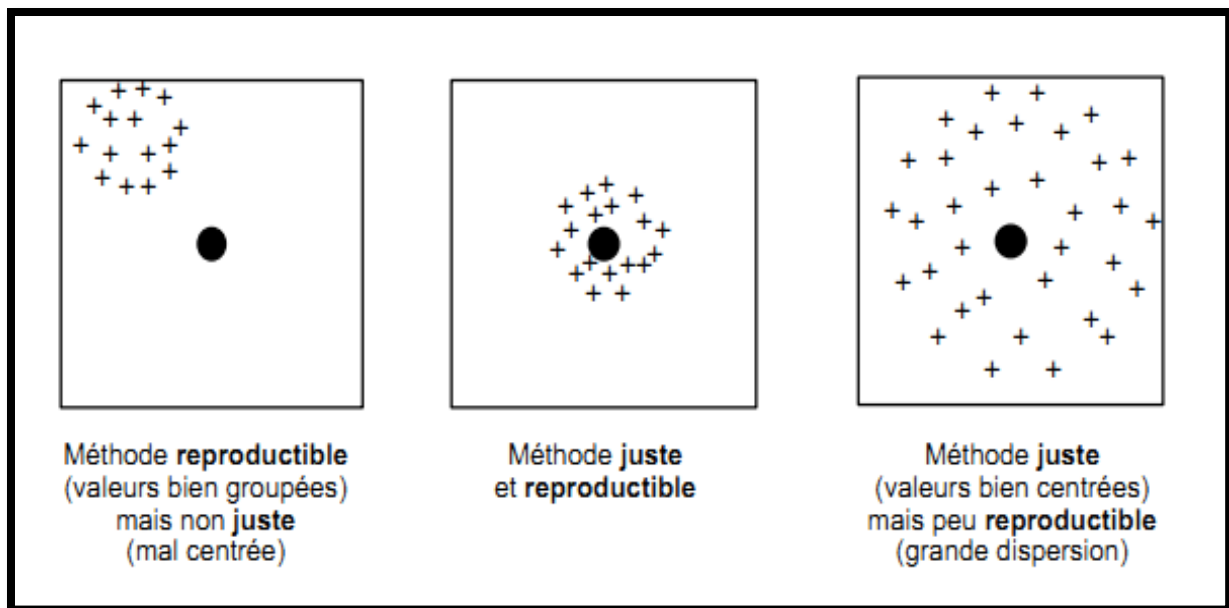 Méthode reproductible
(valeurs bien groupées)
mais non juste
(mal centrée)
Méthode juste
et reproductible
Méthode juste
(valeurs bien centrées)
mais peu reproductible
(grande dispersion)